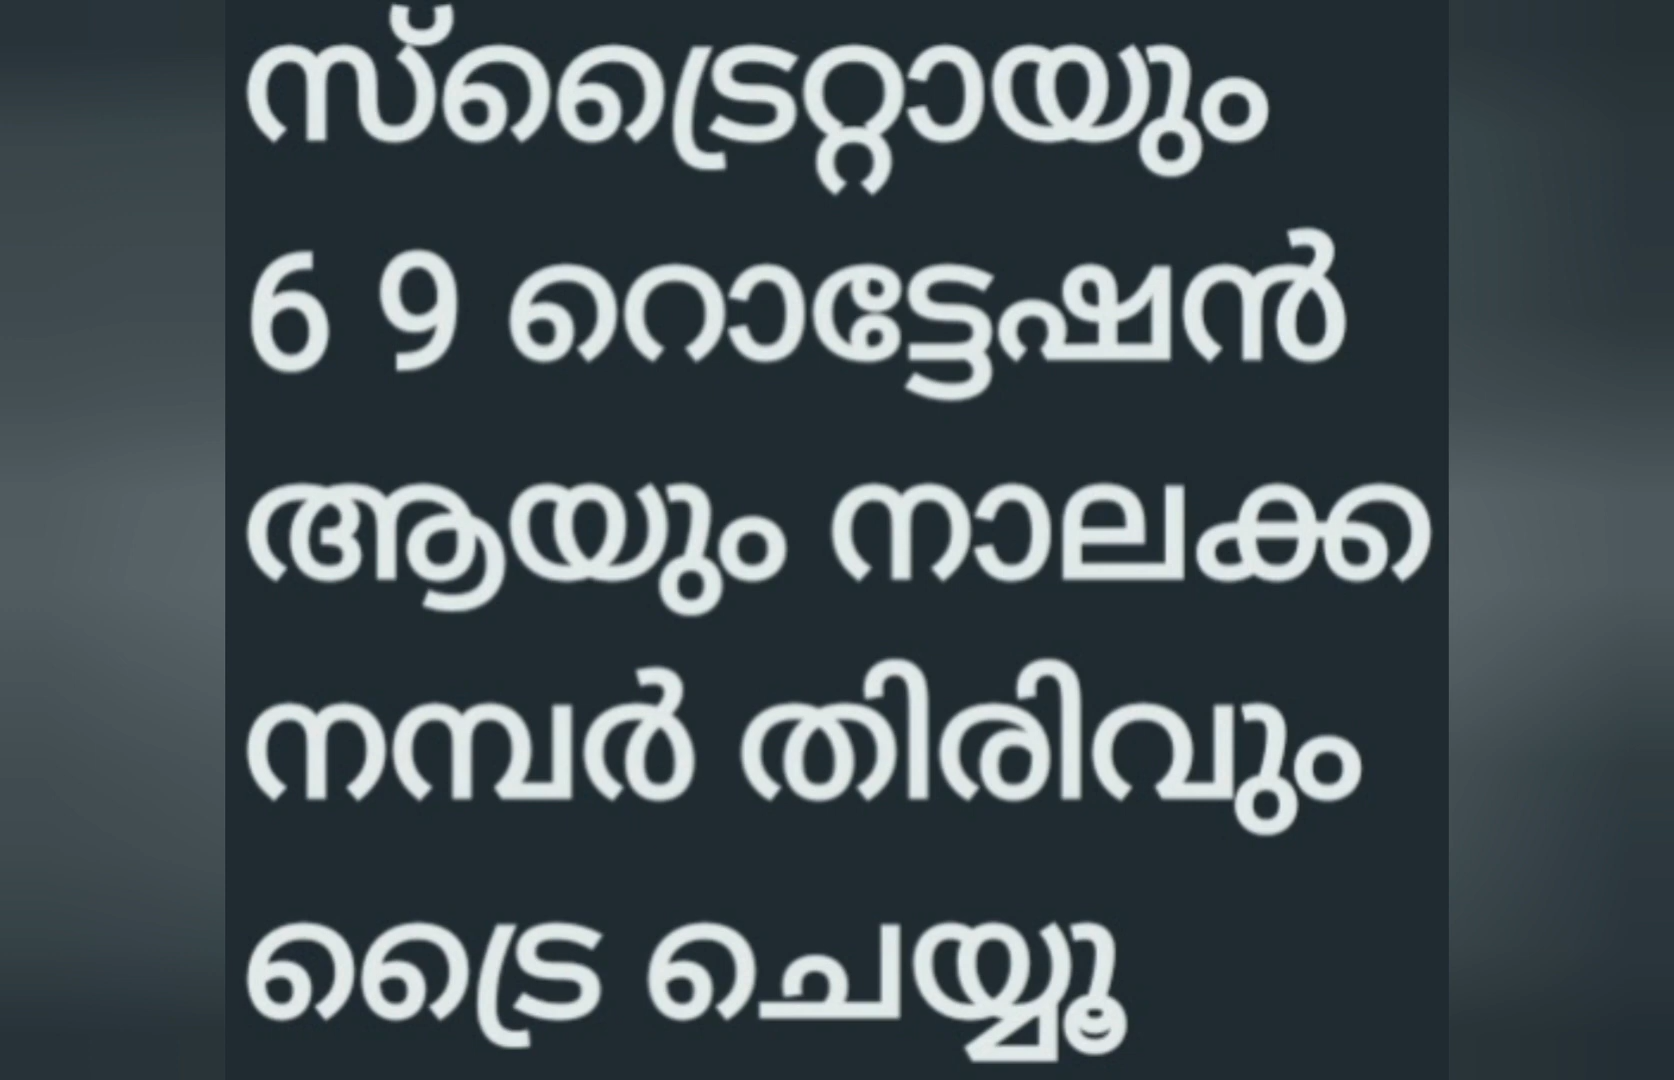 സ്ട്രൈറ്റായും
6 9 റൊട്ടേഷൻ
ആയും നാലക്ക
നമ്പർ തിരിവും
ട്രൈ ചെയ്യൂ